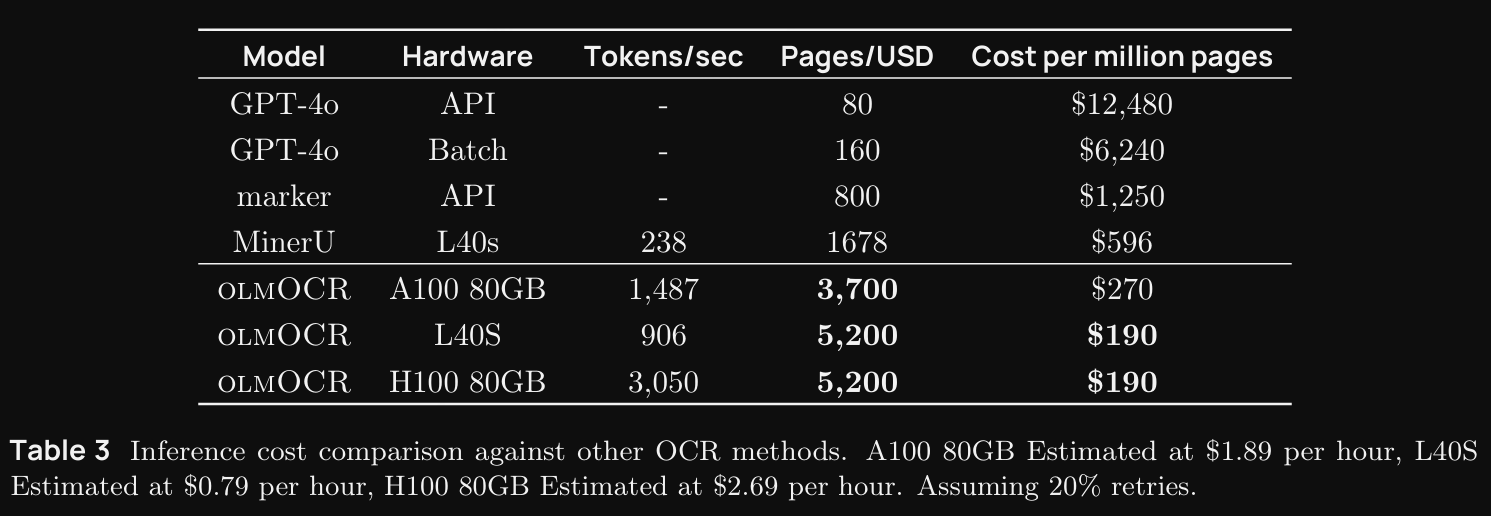 Model Hardware Tokens/sec Pages/USD Cost per million pages
GPT-4o API - 80 $12,480
GPT-4o Batch - 160 $6,240
marker API - 800 $1,250
MinerU L40s 238 1678 $596
OLMOCR A100 80GB 1,487 3,700 $270
OLMOCR L40S 906 5,200 $190
OLMOCR H100 80GB 3,050 5,200 $190
Table 3 Inference cost comparison against other OCR methods. A100 80GB Estimated at $1.89 per hour, L40S
Estimated at $0.79 per hour, H100 80GB Estimated at $2.69 per hour. Assuming 20% retries.